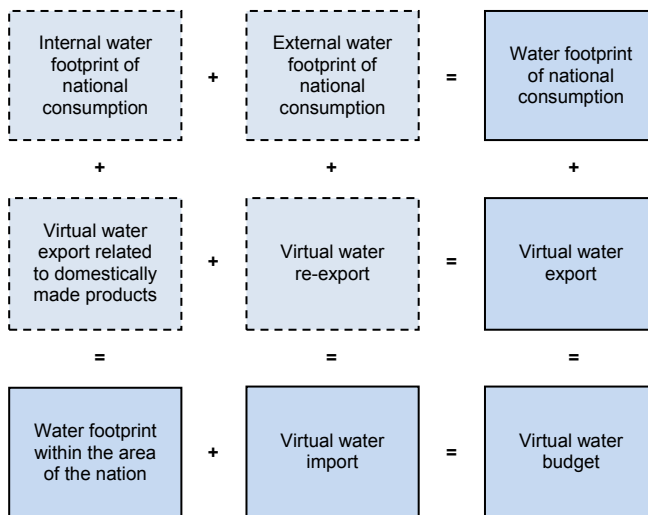 Internal water
footprint of
national
consumption
+
External water
footprint of
national
consumption
=
Water footprint
of national
consumption
+
+
+
Virtual water
export related
to domestically
made products
+
Virtual water
re-export
=
Virtual water
export
=
=
=
Water footprint
within the area
of the nation
+
Virtual water
import
=
Virtual water
budget